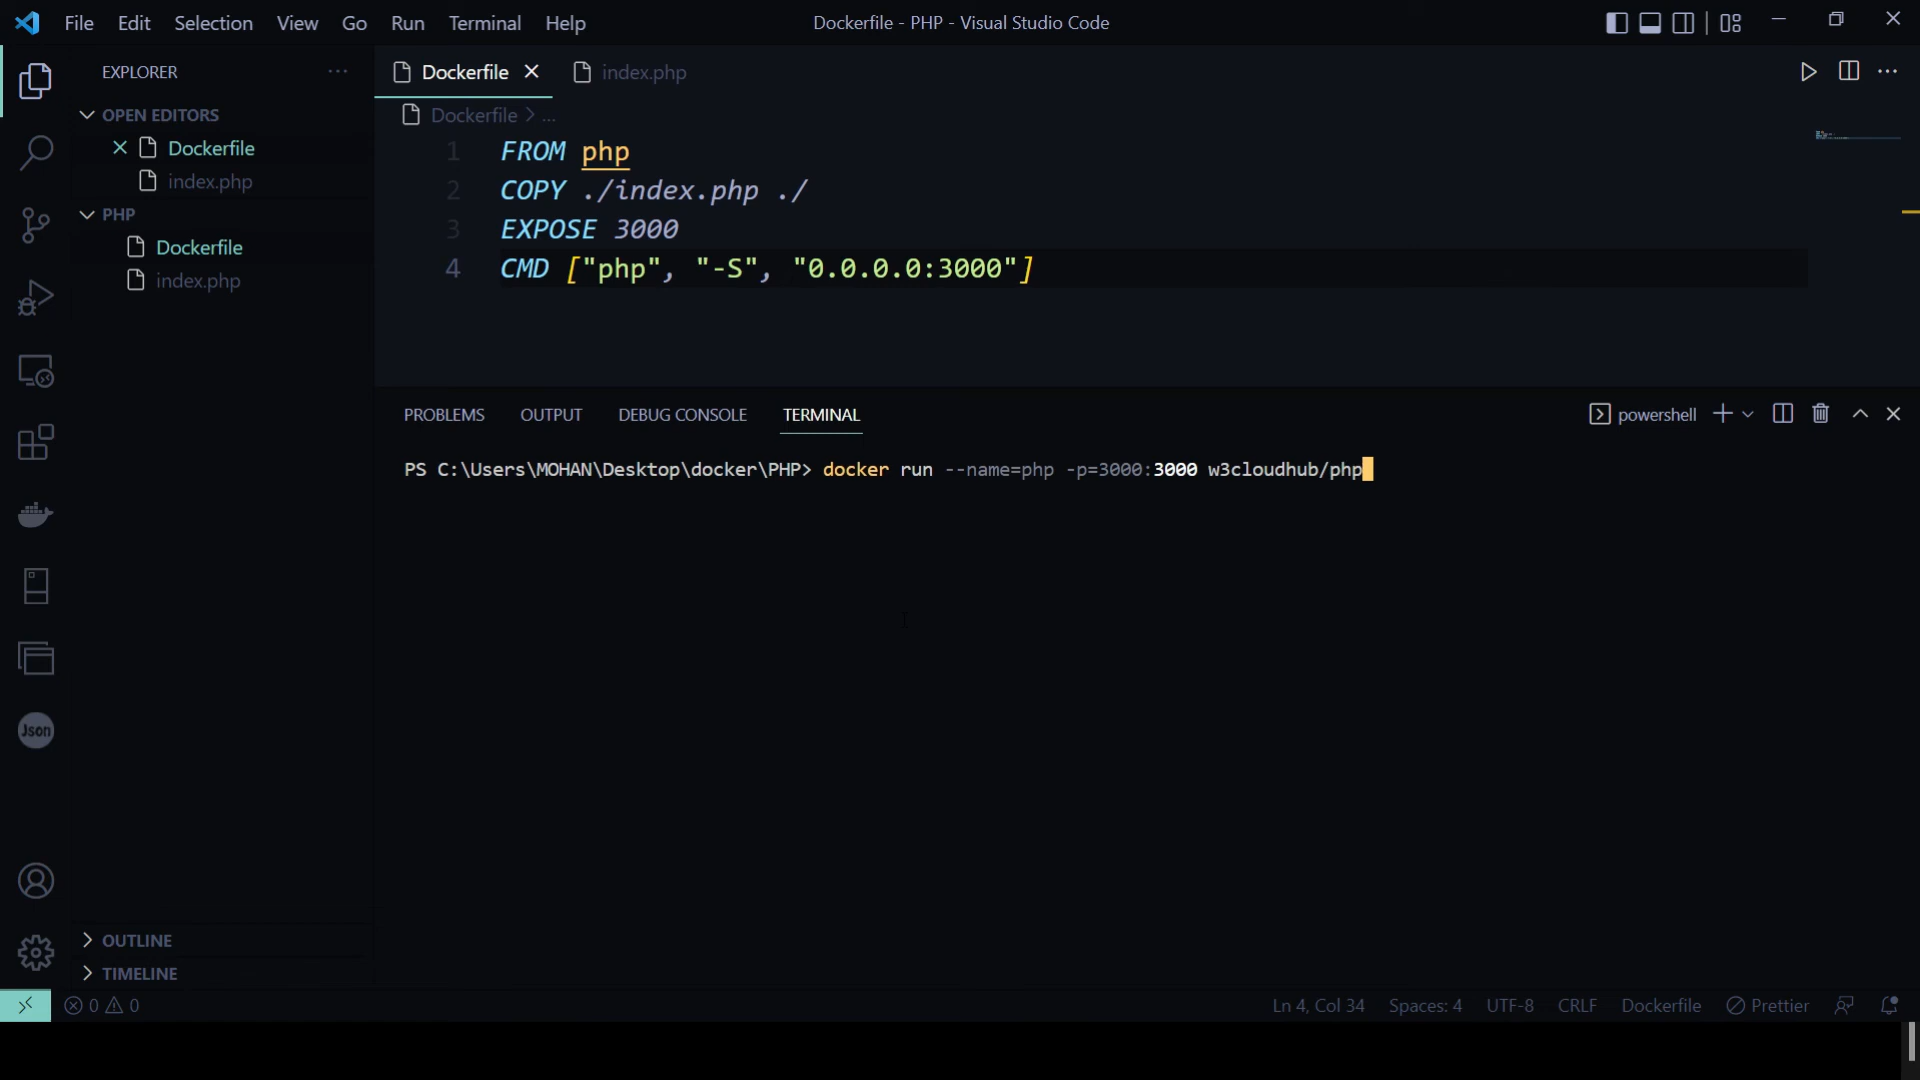 File Edit Selection View Go Run Terminal Help
Dockerfile - PHP - Visual Studio Code
EXPLORER
OPEN EDITORS
Dockerfile
index.php
PHP
Dockerfile
index.php
OUTLINE
TIMELINE
Json
Dockerfile index.php
Dockerfile > ...
1 FROM php
2 COPY ./index.php ./
3 EXPOSE 3000
4 CMD ["php", "-S", "0.0.0.0:3000"]
PROBLEMS OUTPUT DEBUG CONSOLE TERMINAL
powershell
PS C:\Users\MOHAN\Desktop\docker\PHP> docker run --name=php -p=3000:3000 w3cloudhub/php
0 0
Ln 4, Col 34 Spaces: 4 UTF-8 CRLF Dockerfile Prettier